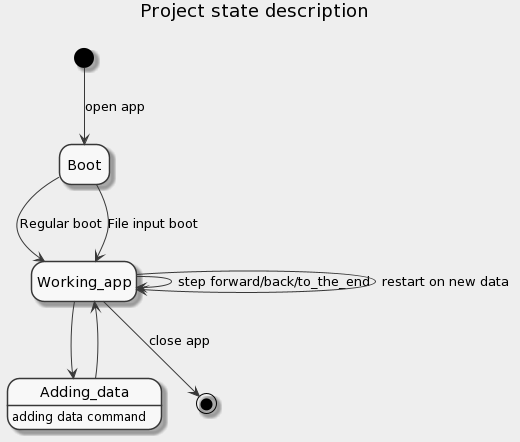 Project state description
open app
Boot
Regular boot
File input boot
Working_app
step forward/back/to_the_end
restart on new data
close app
Adding_data
adding data command